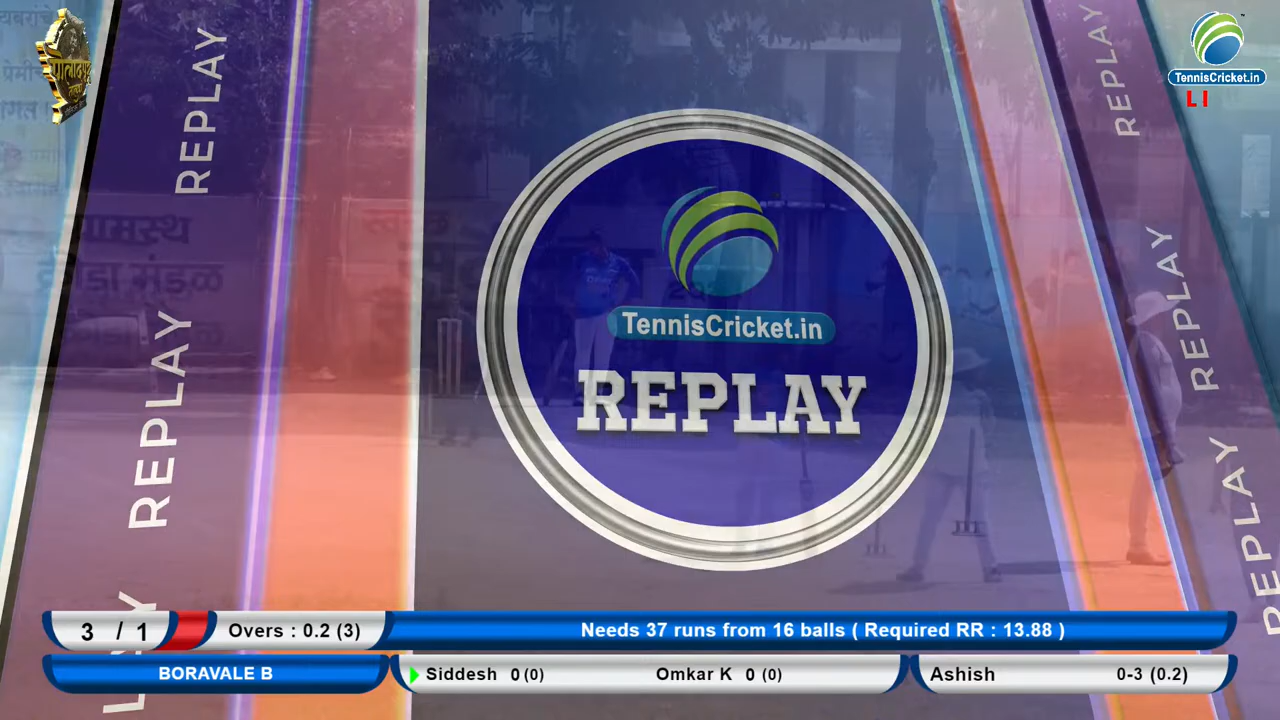 REPLAY
REPLAY
REPLAY
TennisCricket.in
LI
TennisCricket.in
REPLAY
REPLAY
REPLAY
क्रीडा मंडळ
3 / 1
Overs : 0.2 (3)
Needs 37 runs from 16 balls ( Required RR : 13.88 )
BORAVALE B
Siddesh 0 (0)
Omkar K 0 (0)
Ashish 0-3 (0.2)